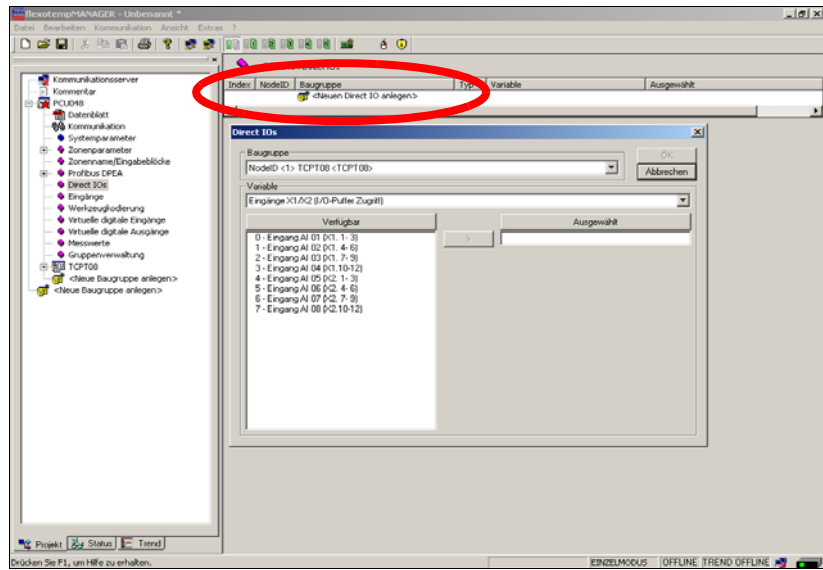 flexotempMANAGER - Unbenannt *
Datei Bearbeiten Kommunikation Ansicht Extras ?
Kommunikationsserver
Kommentar
PCU048
Datenblatt
Kommunikation
Systemparameter
Zonenparameter
Zonenname/Eingabeblöcke
Profibus DPEA
Direct IOs
Eingänge
Werkzeugkodierung
Virtuelle digitale Eingänge
Virtuelle digitale Ausgänge
Messwerte
Gruppenverwaltung
TCPT08
<Neue Baugruppe anlegen>
<Neue Baugruppe anlegen>
Index NodeID Baugruppe Typ Variable Ausgewählt
<Neuen Direct IO anlegen>
Direct IOs
Baugruppe
NodeID <1> TCPT08 <TCPT08>
OK
Abbrechen
Variable
Eingänge X1/X2 (I/O-Puffer Zugriff)
Verfügbar
>
Ausgewählt
0 - Eingang AI 01 (X1. 1- 3)
1 - Eingang AI 02 (X1. 4- 6)
2 - Eingang AI 03 (X1. 7- 9)
3 - Eingang AI 04 (X1.10-12)
4 - Eingang AI 05 (X2. 1- 3)
5 - Eingang AI 06 (X2. 4- 6)
6 - Eingang AI 07 (X2. 7- 9)
7 - Eingang AI 08 (X2.10-12)
Projekt Status Trend
Drücken Sie F1, um Hilfe zu erhalten.
EINZELMODUS OFFLINE TREND OFFLINE